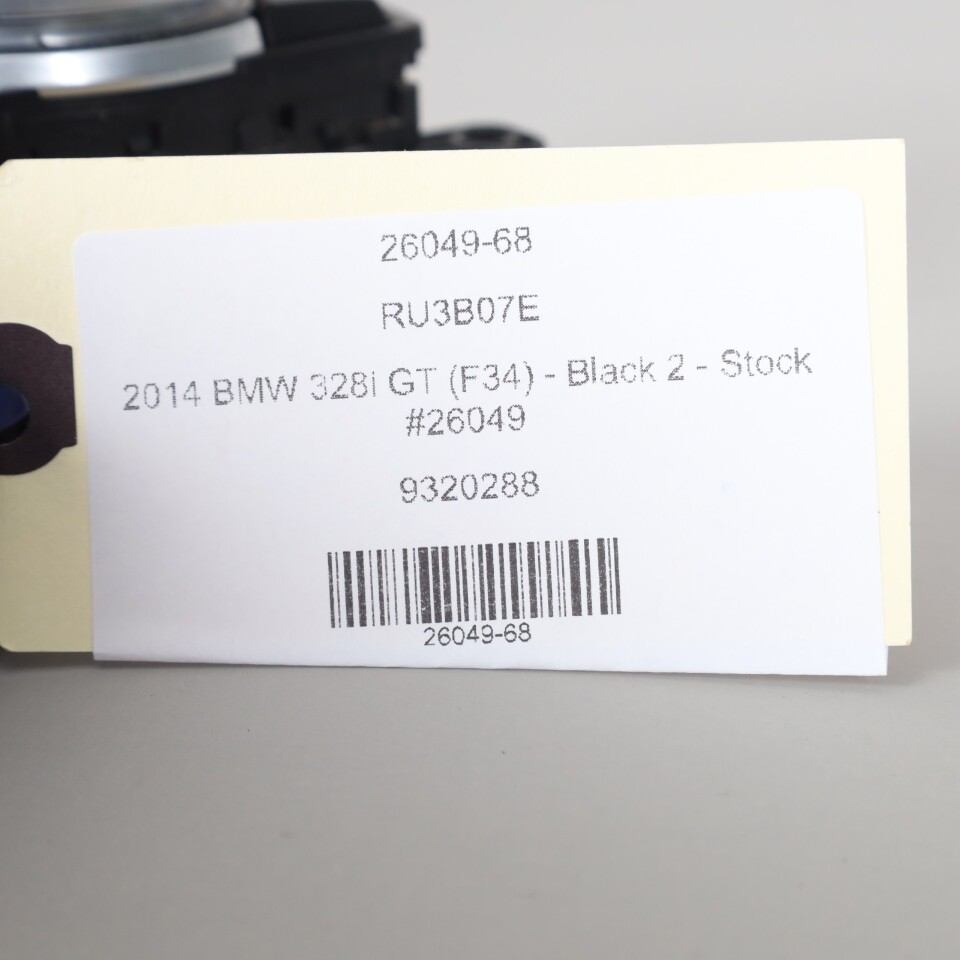 26049-68
RU3B07E
2014 BMW 328i GT (F34) - Black 2 - Stock
#26049
9320288
26049-68